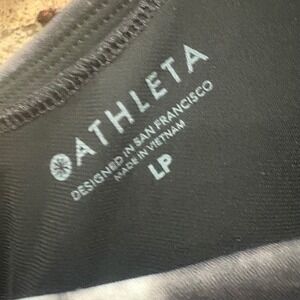 ATHLETA
DESIGNED IN SAN FRANCISCO
MADE IN VIETNAM
LP